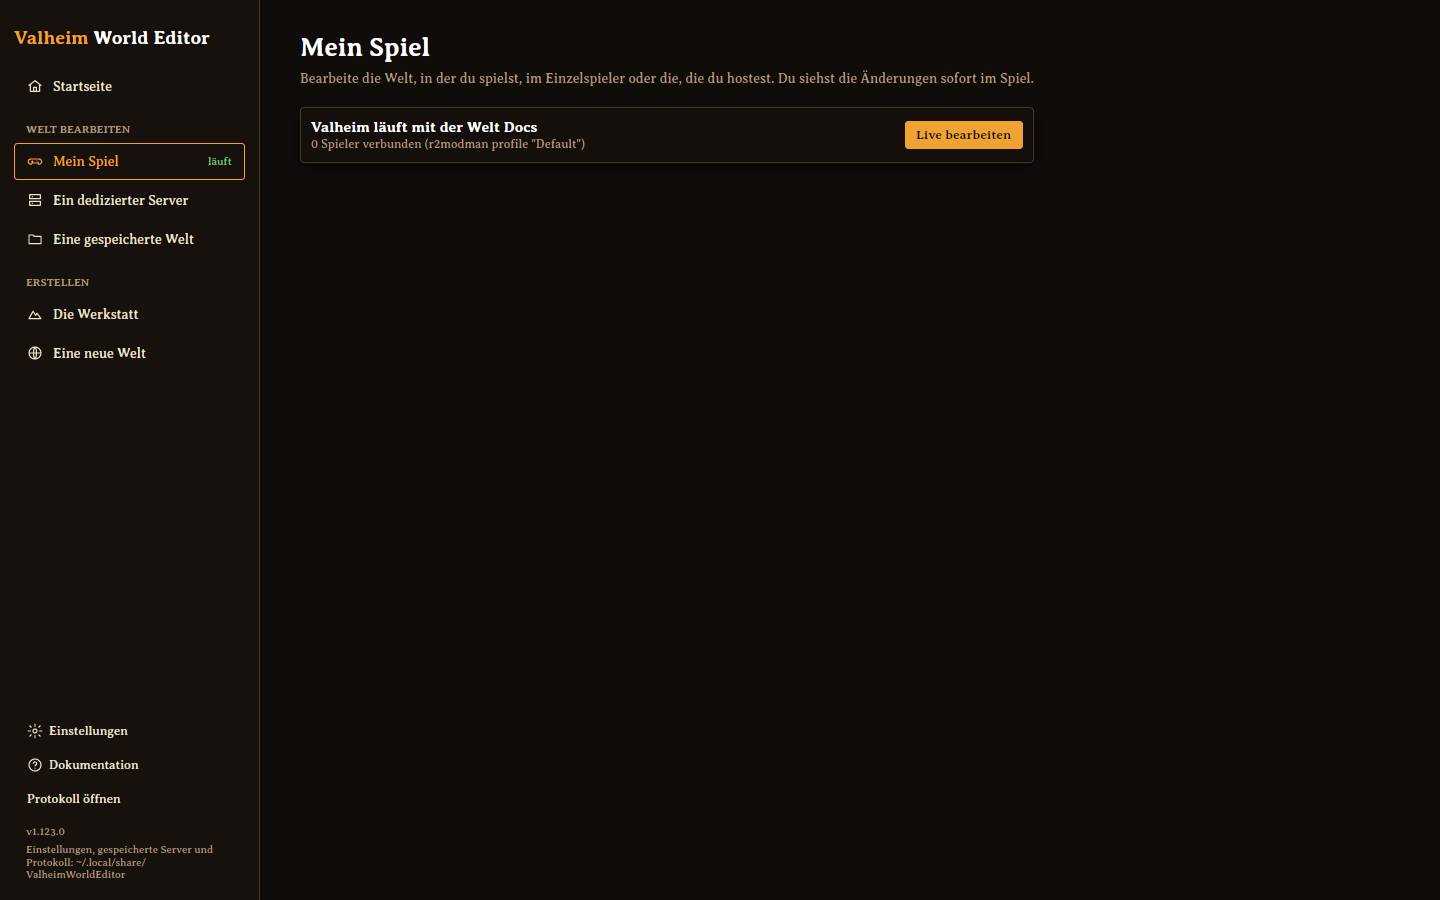 Valheim World Editor
Startseite
WELT BEARBEITEN
Mein Spiel
läuft
Ein dedizierter Server
Eine gespeicherte Welt
ERSTELLEN
Die Werkstatt
Eine neue Welt
Einstellungen
Dokumentation
Protokoll öffnen
v1.123.0
Einstellungen, gespeicherte Server und
Protokoll: ~/.local/share/
ValheimWorldEditor
Mein Spiel
Bearbeite die Welt, in der du spielst, im Einzelspieler oder die, die du hostest. Du siehst die Änderungen sofort im Spiel.
Valheim läuft mit der Welt Docs
0 Spieler verbunden (r2modman profile "Default")
Live bearbeiten